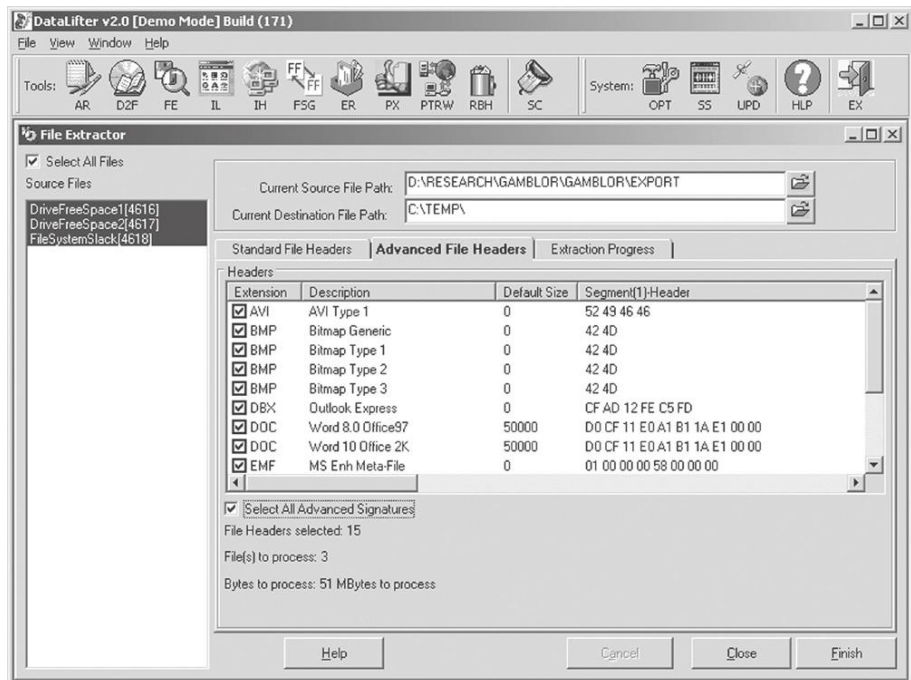 DataLifter v2.0 [Demo Mode] Build (171)
File View Window Help
Tools: AR D2F FE IL IH FSG ER PX PTRW RBH SC System: OPT SS UPD HLP EX
FF FF
File Extractor
Select All Files
Source Files
DriveFreeSpace1[4616]
DriveFreeSpace2[4617]
FileSystemSlack[4618]
Current Source File Path: D:\RESEARCH\GAMBLOR\GAMBLOR\EXPORT
Current Destination File Path: C:\TEMP\
Standard File Headers Advanced File Headers Extraction Progress
Headers
Extension Description Default Size Segment(1)-Header
AVI AVI Type 1 0 52 49 46 46
BMP Bitmap Generic 0 42 4D
BMP Bitmap Type 1 0 42 4D
BMP Bitmap Type 2 0 42 4D
BMP Bitmap Type 3 0 42 4D
DBX Outlook Express 0 CF AD 12 FE C5 FD
DOC Word 8.0 Office97 50000 D0 CF 11 E0 A1 B1 1A E1 00 00
DOC Word 10 Office 2K 50000 D0 CF 11 E0 A1 B1 1A E1 00 00
EMF MS Enh Meta-File 0 01 00 00 00 58 00 00 00
Select All Advanced Signatures
File Headers selected: 15
File(s) to process: 3
Bytes to process: 51 MBytes to process
Help Cancel Close Finish